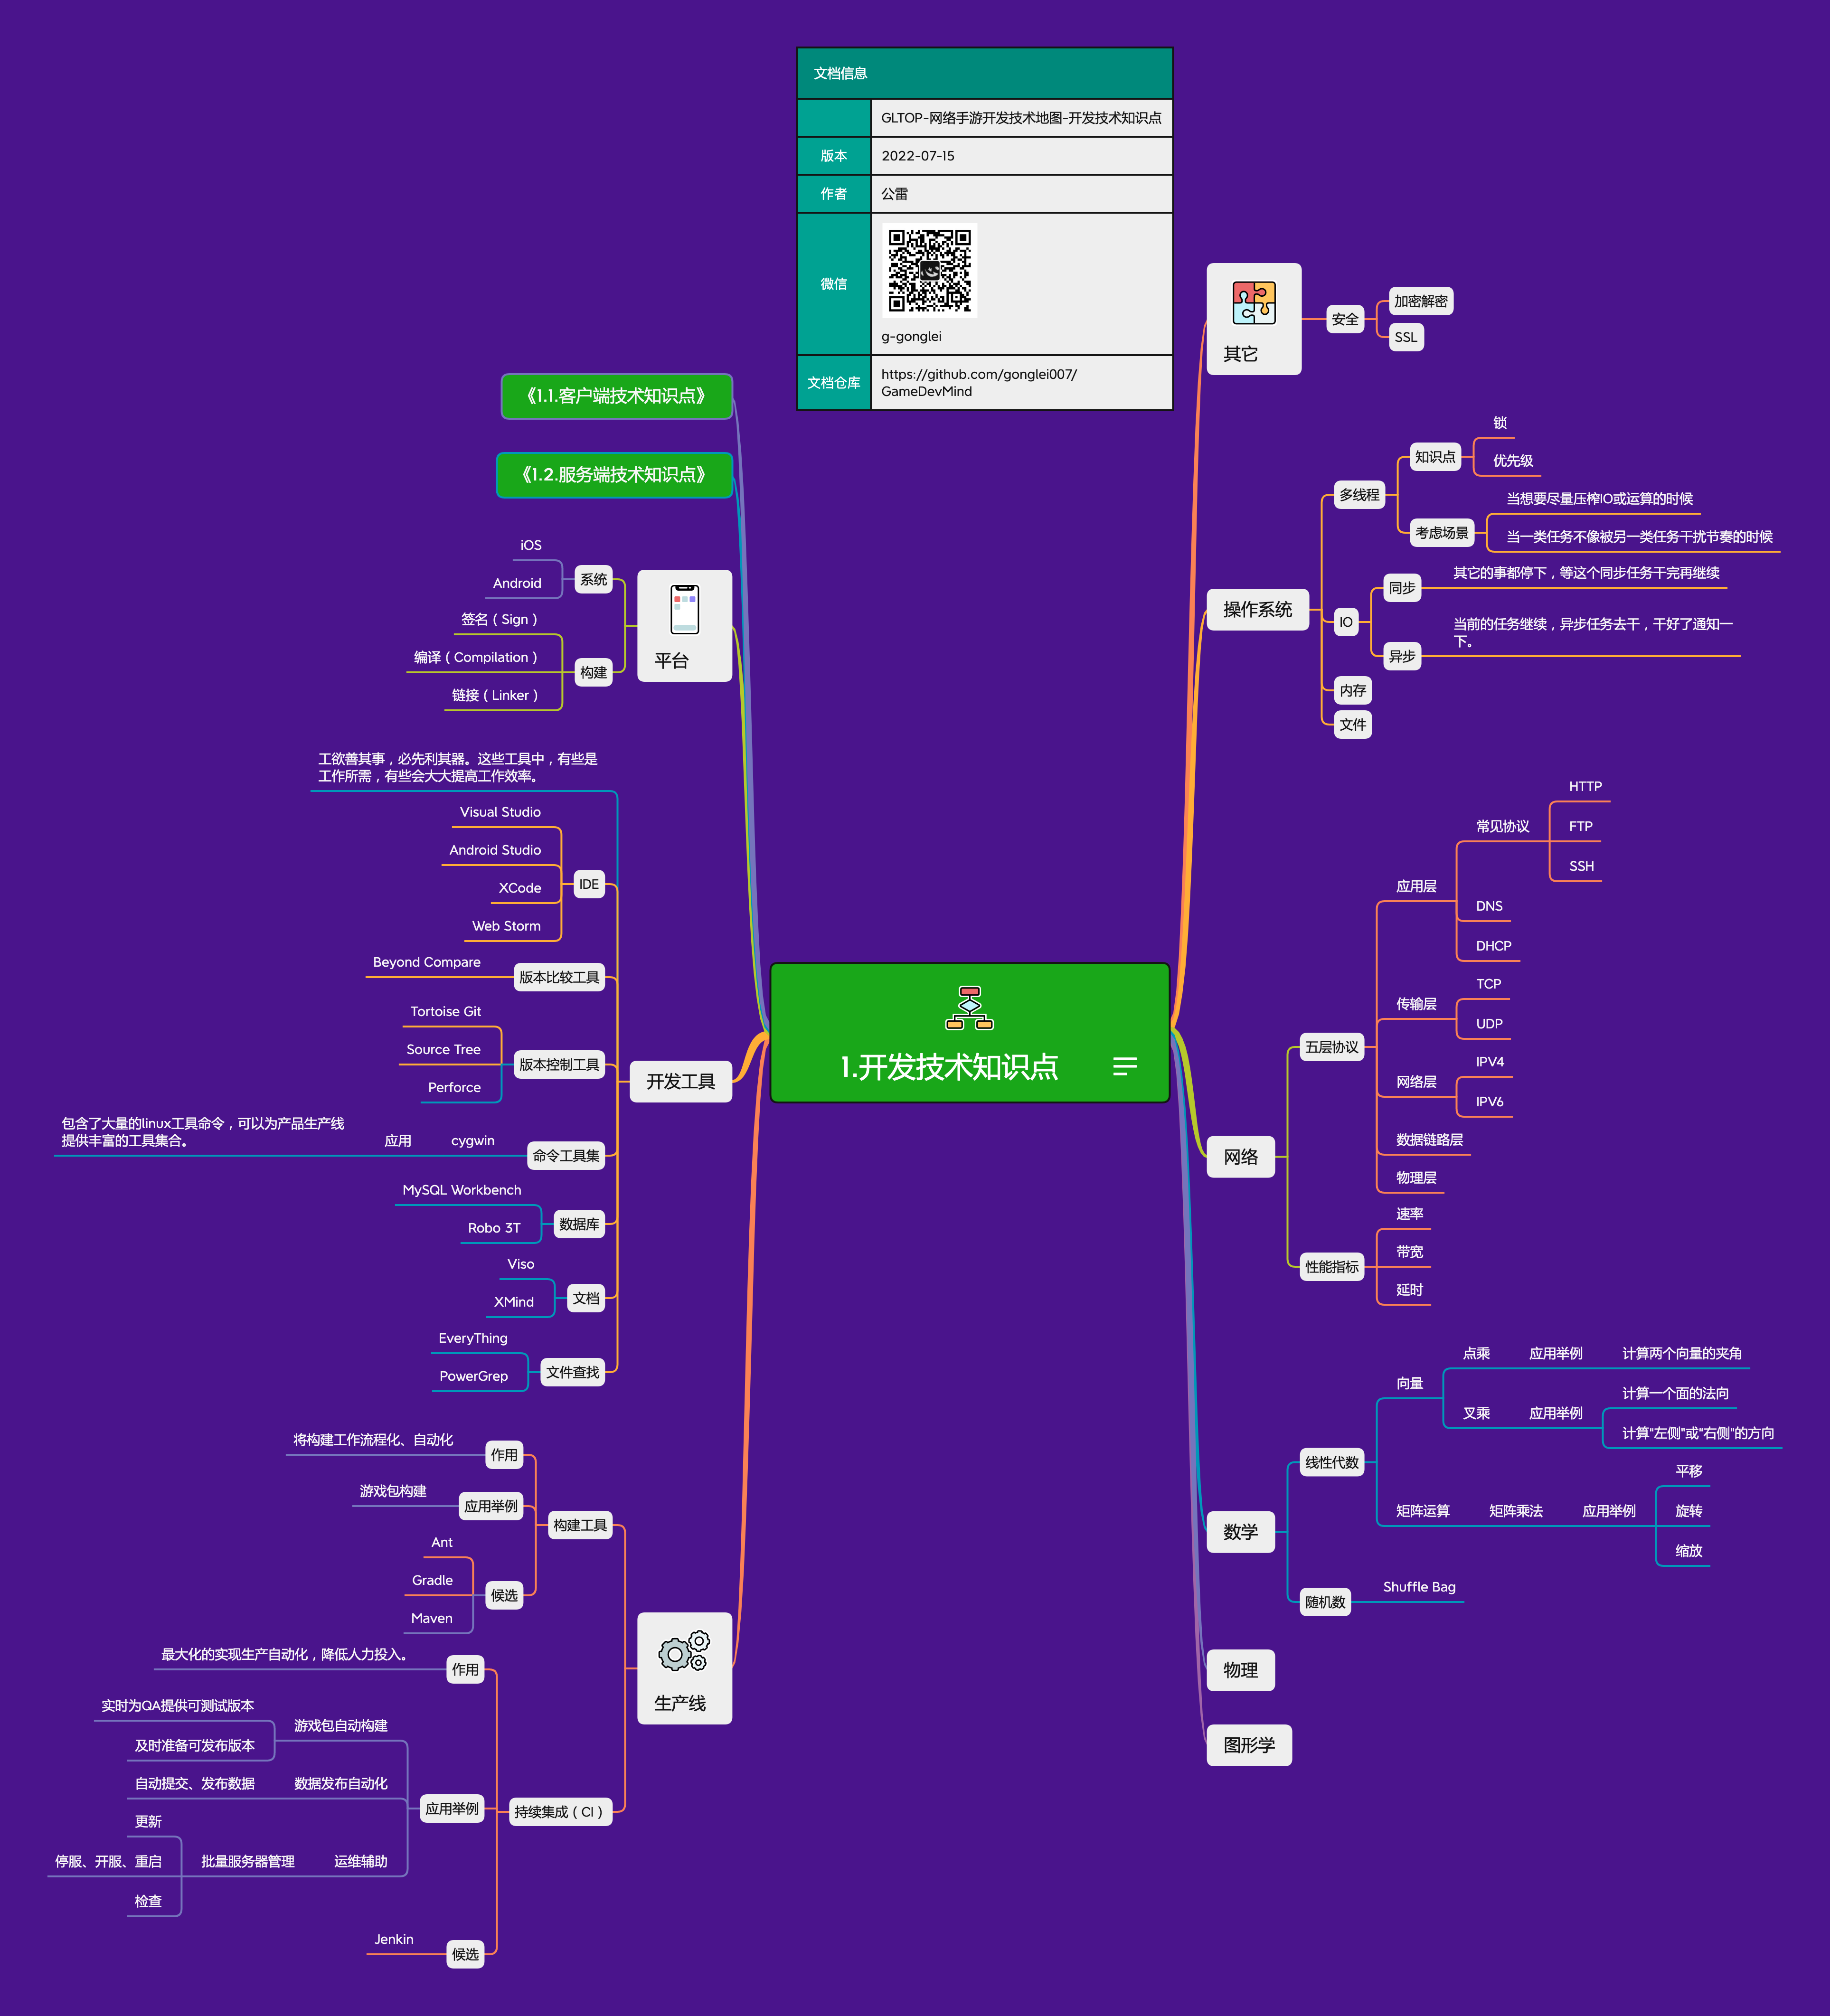 文档信息
GLTOP-网络手游开发技术地图-开发技术知识点
版本
2022-07-15
作者
公雷
微信
g-gonglei
文档仓库
https://github.com/gonglei007/
GameDevMind
1.开发技术知识点
其它
安全
加密解密
SSL
操作系统
多线程
知识点
锁
优先级
考虑场景
当想要尽量压榨IO或运算的时候
当一类任务不像被另一类任务干扰节奏的时候
IO
同步
其它的事都停下，等这个同步任务干完再继续
异步
当前的任务继续，异步任务去干，干好了通知一
下。
内存
文件
网络
五层协议
应用层
常见协议
HTTP
FTP
SSH
DNS
DHCP
传输层
TCP
UDP
网络层
IPV4
IPV6
数据链路层
物理层
性能指标
速率
带宽
延时
数学
线性代数
向量
点乘
应用举例
计算两个向量的夹角
叉乘
应用举例
计算一个面的法向
计算"左侧"或"右侧"的方向
矩阵运算
矩阵乘法
应用举例
平移
旋转
缩放
随机数
Shuffle Bag
物理
图形学
《1.1.客户端技术知识点》
《1.2.服务端技术知识点》
平台
系统
iOS
Android
构建
签名（Sign）
编译（Compilation）
链接（Linker）
开发工具
工欲善其事，必先利其器。这些工具中，有些是
工作所需，有些会大大提高工作效率。
IDE
Visual Studio
Android Studio
XCode
Web Storm
版本比较工具
Beyond Compare
版本控制工具
Tortoise Git
Source Tree
Perforce
命令工具集
cygwin
应用
包含了大量的linux工具命令，可以为产品生产线
提供丰富的工具集合。
数据库
MySQL Workbench
Robo 3T
文档
Viso
XMind
文件查找
EveryThing
PowerGrep
生产线
构建工具
作用
将构建工作流程化、自动化
应用举例
游戏包构建
候选
Ant
Gradle
Maven
持续集成（CI）
作用
最大化的实现生产自动化，降低人力投入。
应用举例
游戏包自动构建
实时为QA提供可测试版本
及时准备可发布版本
数据发布自动化
自动提交、发布数据
运维辅助
批量服务器管理
更新
停服、开服、重启
检查
候选
Jenkin